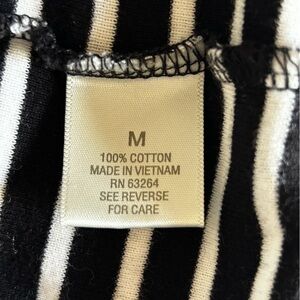 M
100% COTTON
MADE IN VIETNAM
RN 63264
SEE REVERSE
FOR CARE